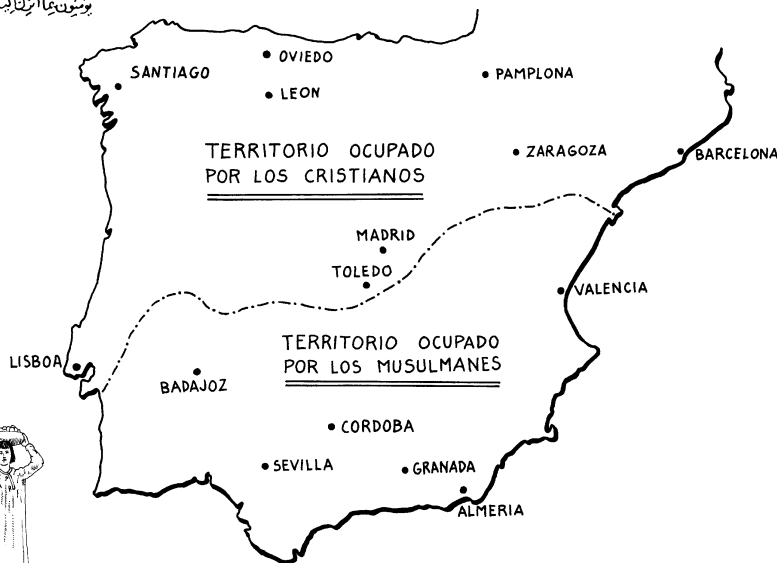 OVIEDO
SANTIAGO
PAMPLONA
LEON
TERRITORIO OCUPADO
POR LOS CRISTIANOS
ZARAGOZA
BARCELONA
MADRID
TOLEDO
VALENCIA
TERRITORIO OCUPADO
POR LOS MUSULMANES
LISBOA
BADAJOZ
CORDOBA
SEVILLA
GRANADA
ALMERIA